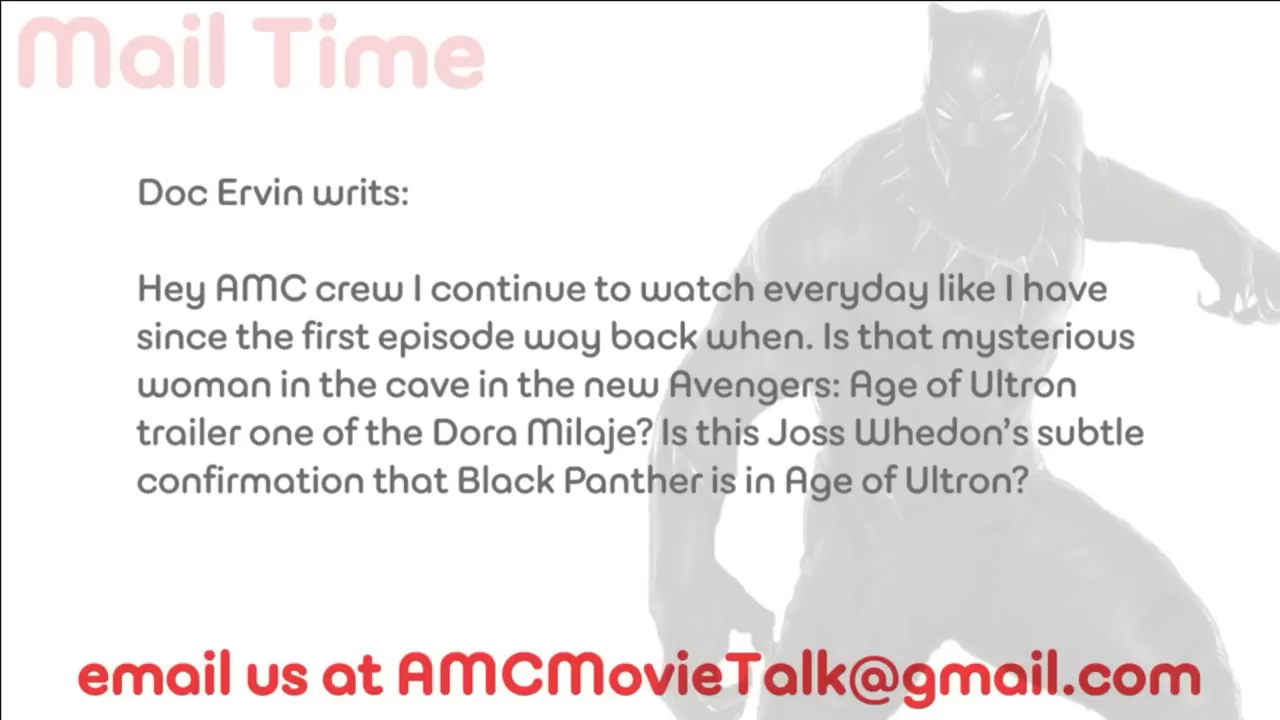 Mail Time
Doc Ervin writs:
Hey AMC crew I continue to watch everyday like I have
since the first episode way back when. Is that mysterious
woman in the cave in the new Avengers: Age of Ultron
trailer one of the Dora Milaje? Is this Joss Whedon’s subtle
confirmation that Black Panther is in Age of Ultron?
email us at AMCMovieTalk@gmail.com